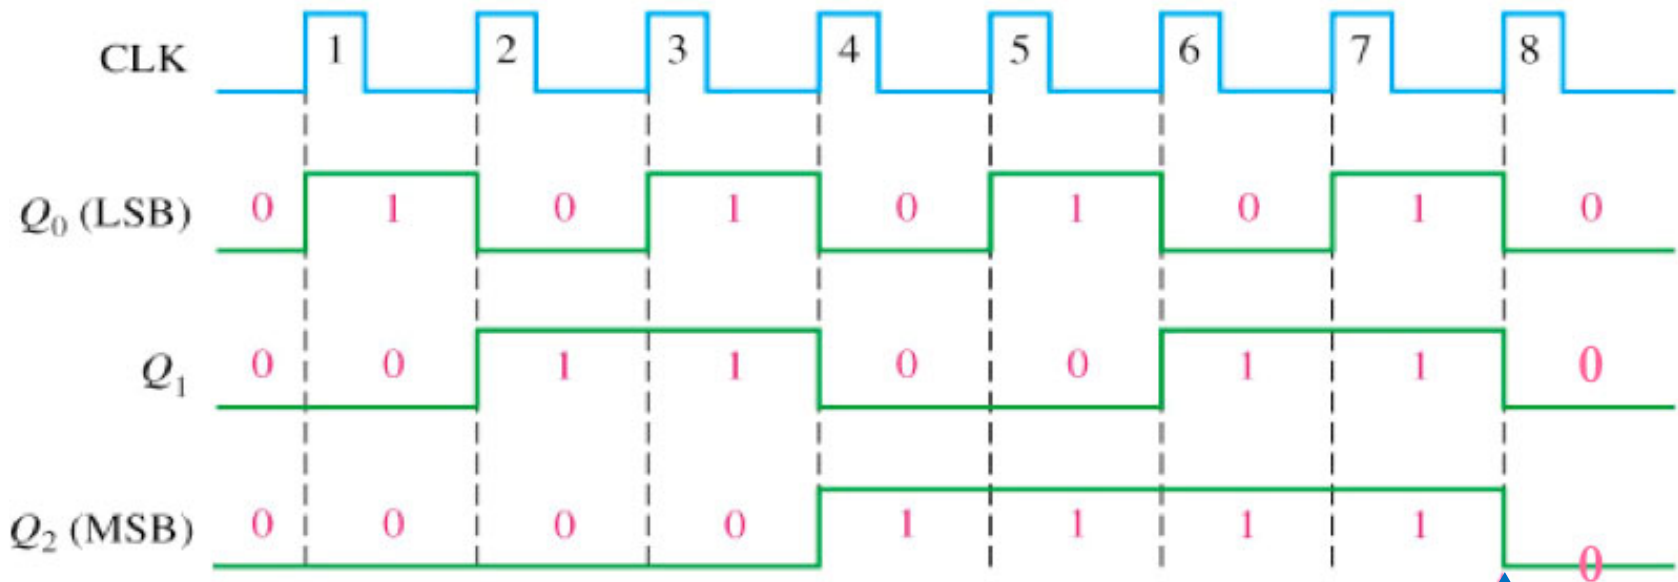 CLK 1 2 3 4 5 6 7 8
Q0 (LSB) 0 1 0 1 0 1 0 1 0
Q1 0 0 1 1 0 0 1 1 0
Q2 (MSB) 0 0 0 0 1 1 1 1 0